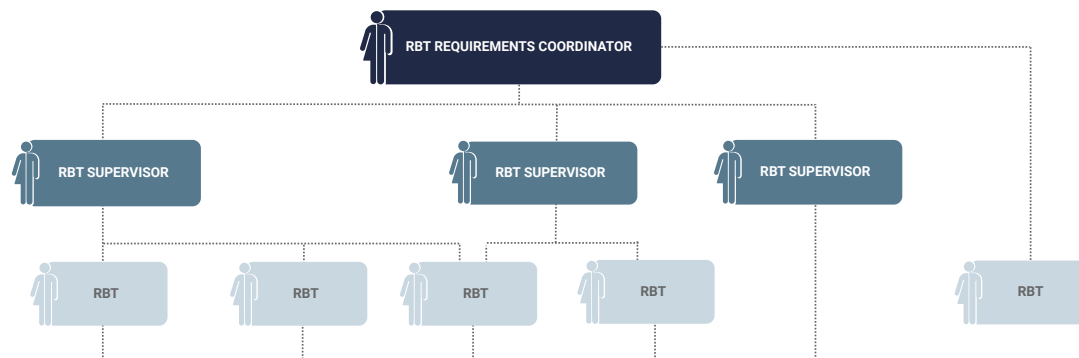 RBT REQUIREMENTS COORDINATOR
RBT SUPERVISOR
RBT SUPERVISOR
RBT SUPERVISOR
RBT
RBT
RBT
RBT
RBT